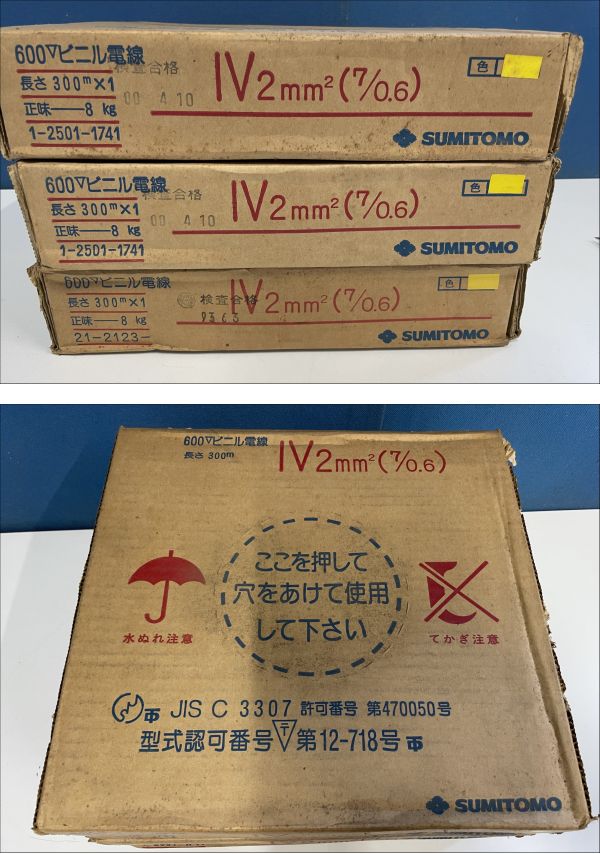 600Vビニル電線
検査合格
長さ 300m×1
00 4 10
正味──8 kg
1-2501-1741
IV2mm²(7/0.6)
色
SUMITOMO
600Vビニル電線
検査合格
長さ 300m×1
00 4 10
正味──8 kg
1-2501-1741
IV2mm²(7/0.6)
色
SUMITOMO
600Vビニル電線
検査合格
長さ 300m×1
正味──8 kg
21-2123-
IV2mm²(7/0.6)
色
SUMITOMO
600Vビニル電線
長さ 300m
IV2mm²(7/0.6)
ここを押して
穴をあけて使用
して下さい
水ぬれ注意
てかぎ注意
JIS C 3307 許可番号 第470050号
型式認可番号 〒 第12-718号
SUMITOMO